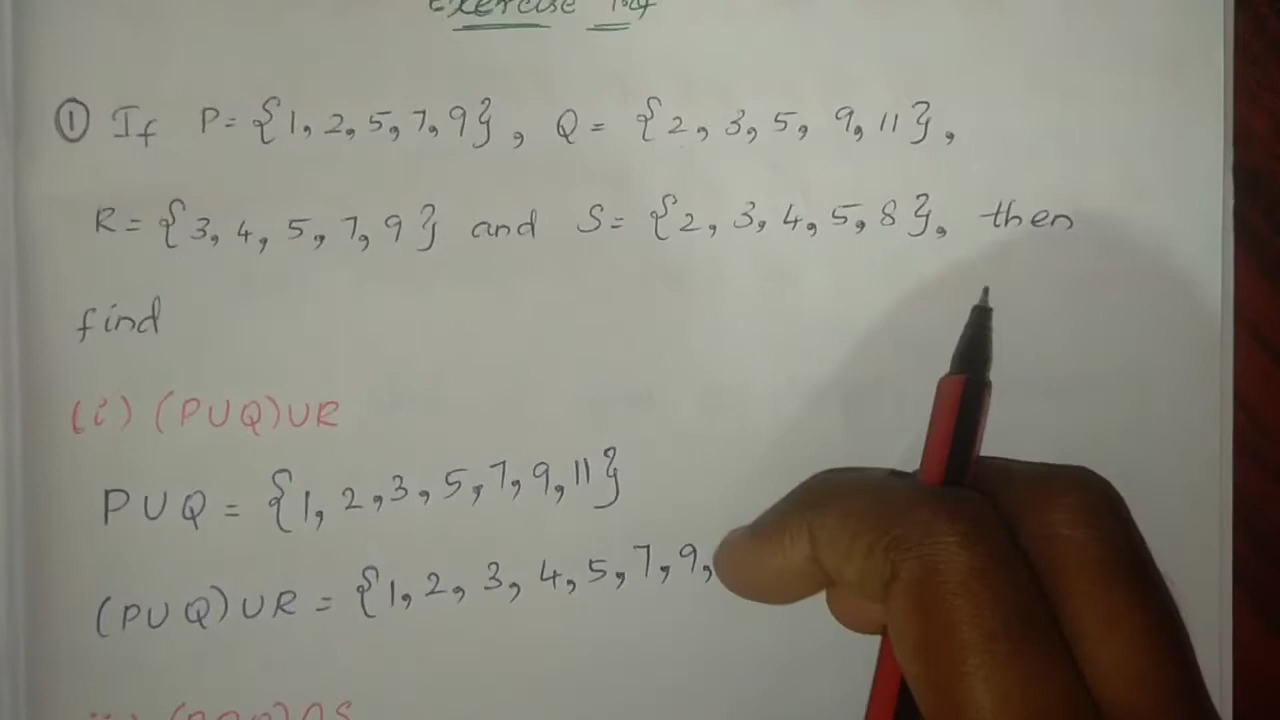 Exercise
① If P = {1, 2, 5, 7, 9}, Q = {2, 3, 5, 9, 11},
R = {3, 4, 5, 7, 9} and S = {2, 3, 4, 5, 8}, then
find
(i) (P∪Q)∪R
P∪Q = {1, 2, 3, 5, 7, 9, 11}
(P∪Q)∪R = {1, 2, 3, 4, 5, 7, 9,
)∩S